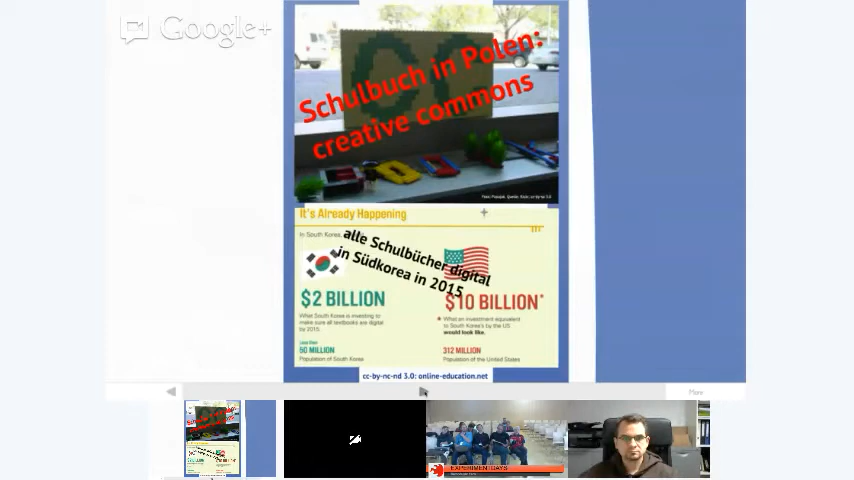 Google+
Schulbuch in Polen:
creative commons
It's Already Happening
In South Korea
alle Schulbücher digital
in Südkorea in 2015
$2 BILLION
$10 BILLION*
What South Korea is investing to
make sure all textbooks are digital
by 2015.
* What an investment equivalent
to South Korea's by the US
would look like.
50 MILLION
312 MILLION
Population of South Korea
Population of the United States
cc-by-nc-nd 3.0: online-education.net
More
EXPERIMENTDAYS